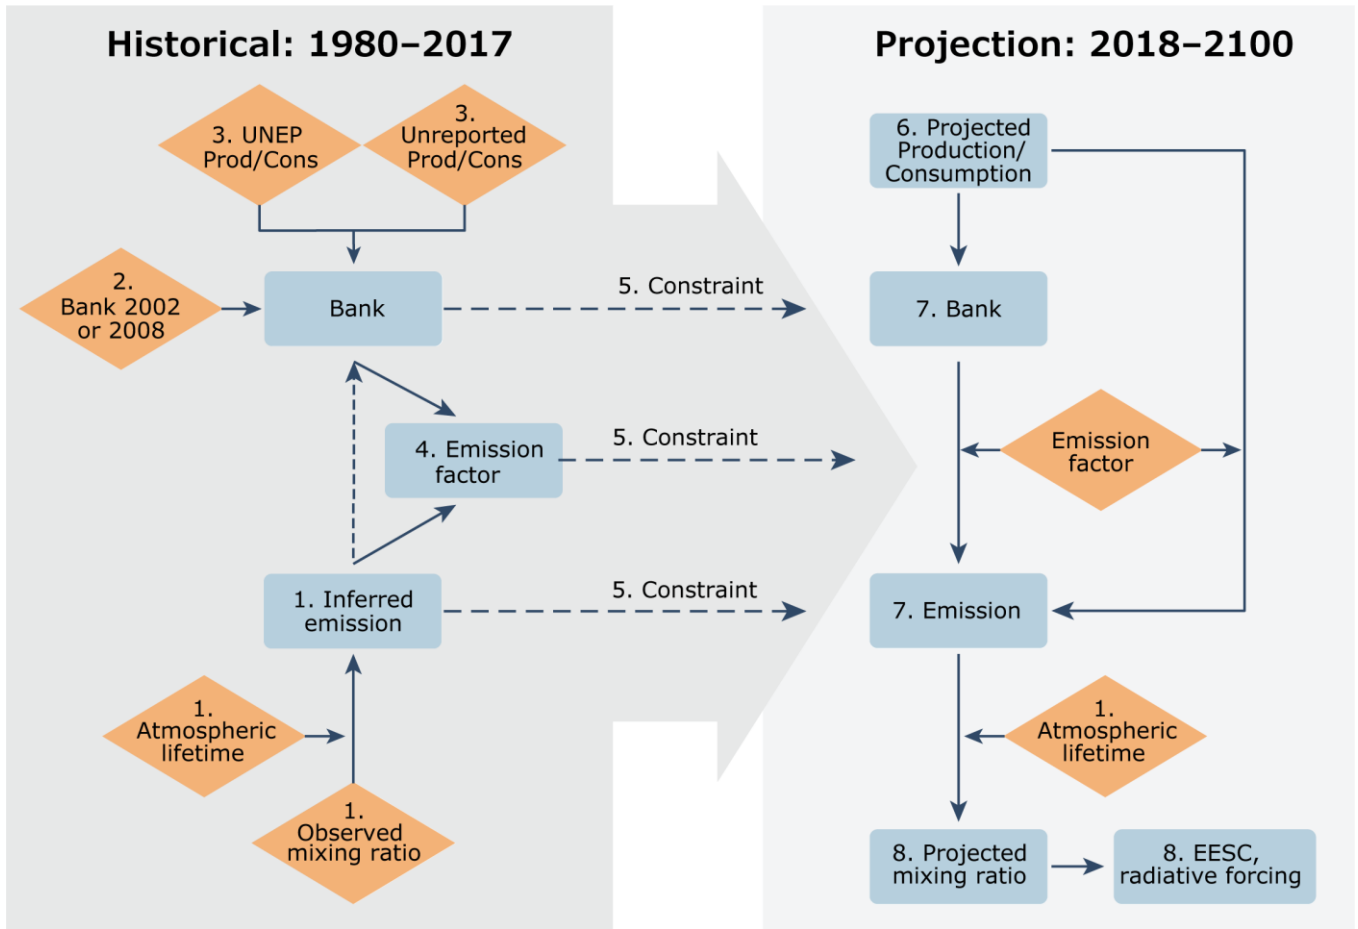 Historical: 1980–2017
3. UNEP
Prod/Cons
3.
Unreported
Prod/Cons
2.
Bank 2002
or 2008
Bank
5. Constraint
4. Emission
factor
5. Constraint
1. Inferred
emission
5. Constraint
1.
Atmospheric
lifetime
1.
Observed
mixing ratio
Projection: 2018–2100
6. Projected
Production/
Consumption
7. Bank
Emission
factor
7. Emission
1.
Atmospheric
lifetime
8. Projected
mixing ratio
8. EESC,
radiative forcing